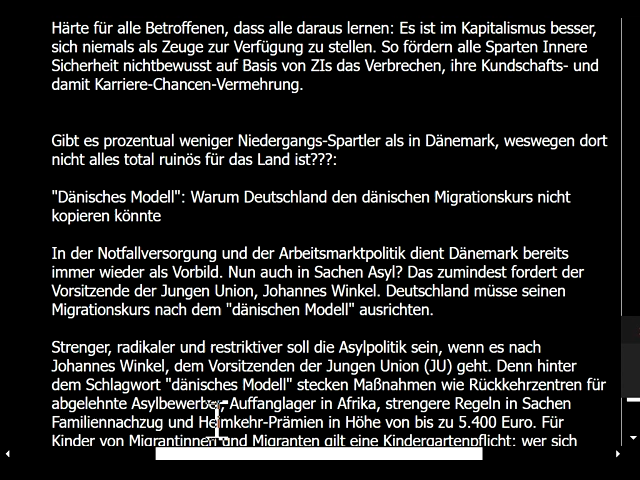 Härte für alle Betroffenen, dass alle daraus lernen: Es ist im Kapitalismus besser,
sich niemals als Zeuge zur Verfügung zu stellen. So fördern alle Sparten Innere
Sicherheit nichtbewusst auf Basis von ZIs das Verbrechen, ihre Kundschafts- und
damit Karriere-Chancen-Vermehrung.
Gibt es prozentual weniger Niedergangs-Spartler als in Dänemark, weswegen dort
nicht alles total ruinös für das Land ist???:
"Dänisches Modell": Warum Deutschland den dänischen Migrationskurs nicht
kopieren könnte
In der Notfallversorgung und der Arbeitsmarktpolitik dient Dänemark bereits
immer wieder als Vorbild. Nun auch in Sachen Asyl? Das zumindest fordert der
Vorsitzende der Jungen Union, Johannes Winkel. Deutschland müsse seinen
Migrationskurs nach dem "dänischen Modell" ausrichten.
Strenger, radikaler und restriktiver soll die Asylpolitik sein, wenn es nach
Johannes Winkel, dem Vorsitzenden der Jungen Union (JU) geht. Denn hinter
dem Schlagwort "dänisches Modell" stecken Maßnahmen wie Rückkehrzentren für
abgelehnte Asylbewerber, Auffanglager in Afrika, strengere Regeln in Sachen
Familiennachzug und Heimkehr-Prämien in Höhe von bis zu 5.400 Euro. Für
Kinder von Migrantinnen und Migranten gilt eine Kindergartenpflicht: wer sich